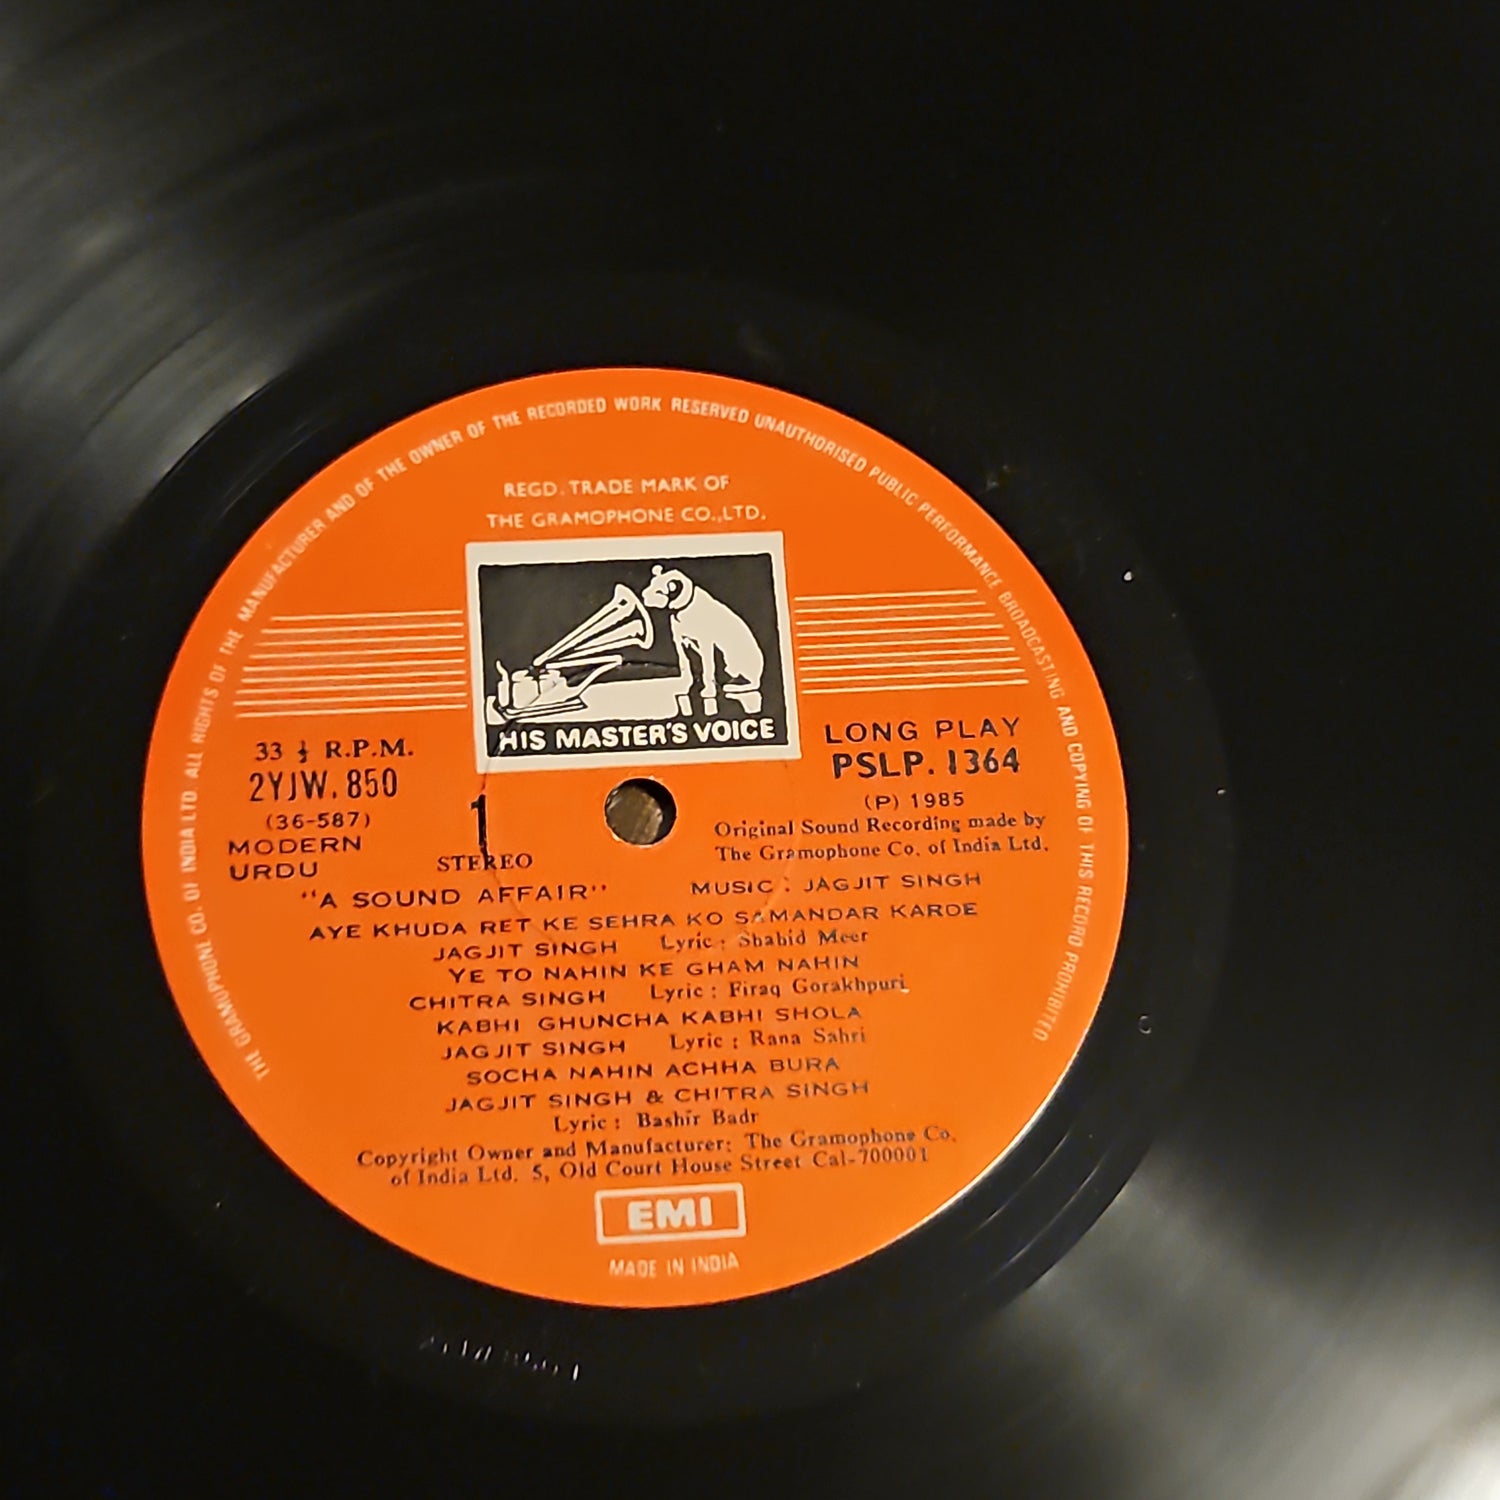 THE GRAMOPHONE CO. OF INDIA LTD. ALL RIGHTS OF THE MANUFACTURER AND OF THE OWNER OF THE RECORDED WORK RESERVED UNAUTHORISED PUBLIC PERFORMANCE BROADCASTING AND COPYING OF THIS RECORD PROHIBITED
REGD. TRADE MARK OF
THE GRAMOPHONE CO.,LTD.
HIS MASTER'S VOICE
33 1/3 R.P.M.
2YJW. 850
(36-587)
MODERN
URDU
1
STEREO
LONG PLAY
PSLP. 1364
(P) 1985
Original Sound Recording made by
The Gramophone Co. of India Ltd.
"A SOUND AFFAIR" MUSIC : JAGJIT SINGH
AYE KHUDA RET KE SEHRA KO SAMANDAR KARDE
JAGJIT SINGH Lyric : Shahid Meer
YE TO NAHIN KE GHAM NAHIN
CHITRA SINGH Lyric : Firaq Gorakhpuri
KABHI GHUNCHA KABHI SHOLA
JAGJIT SINGH Lyric : Rana Sahri
SOCHA NAHIN ACHHA BURA
JAGJIT SINGH & CHITRA SINGH
Lyric : Bashir Badr
Copyright Owner and Manufacturer: The Gramophone Co.
of India Ltd. 5, Old Court House Street Cal-700001
EMI
MADE IN INDIA